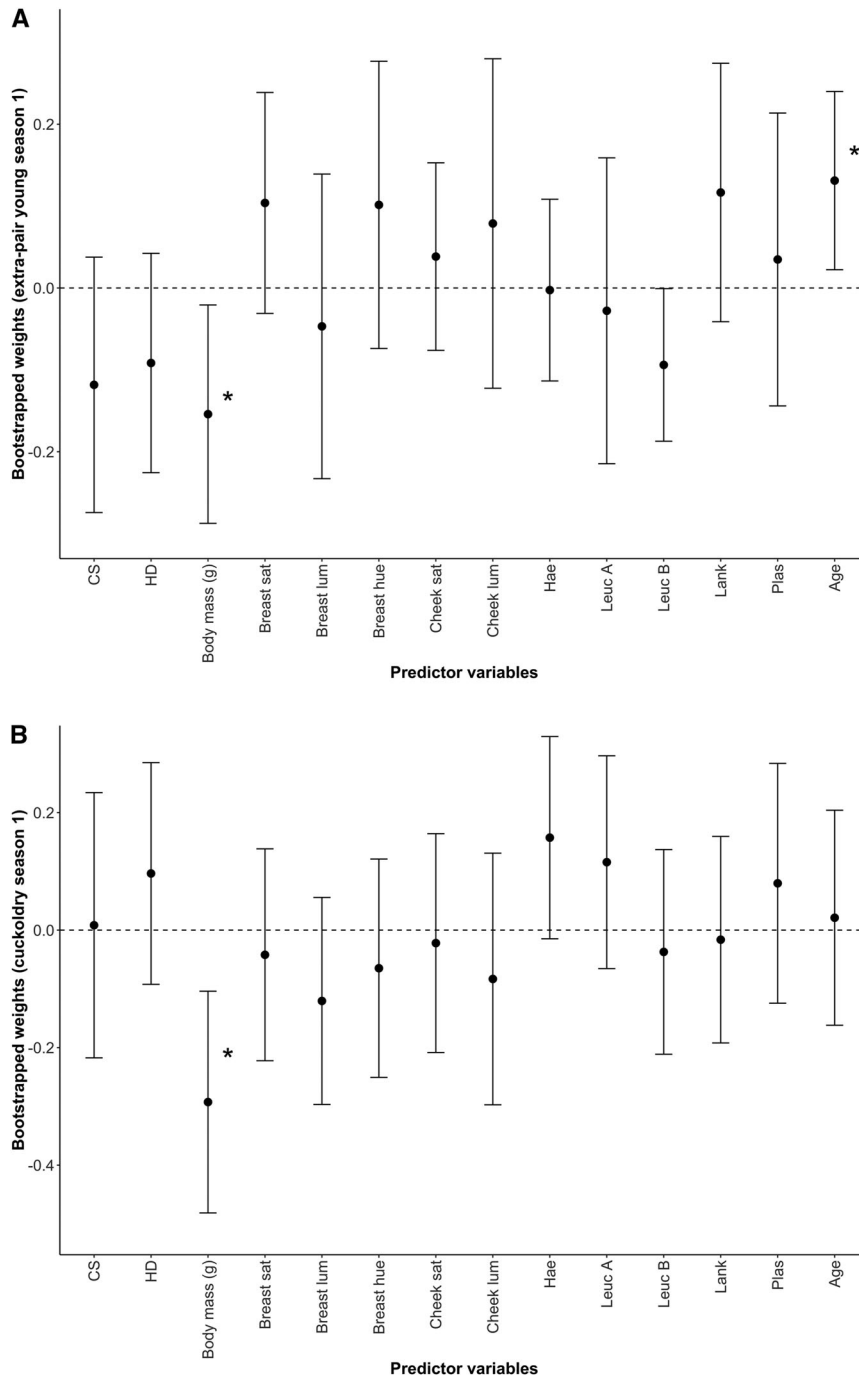 A
Bootstrapped weights (extra-pair young season 1)
0.2
0.0
-0.2
*
*
CS
HD
Body mass (g)
Breast sat
Breast lum
Breast hue
Cheek sat
Cheek lum
Hae
Leuc A
Leuc B
Lank
Plas
Age
Predictor variables
B
Bootstrapped weights (cuckoldry season 1)
0.2
0.0
-0.2
-0.4
*
CS
HD
Body mass (g)
Breast sat
Breast lum
Breast hue
Cheek sat
Cheek lum
Hae
Leuc A
Leuc B
Lank
Plas
Age
Predictor variables